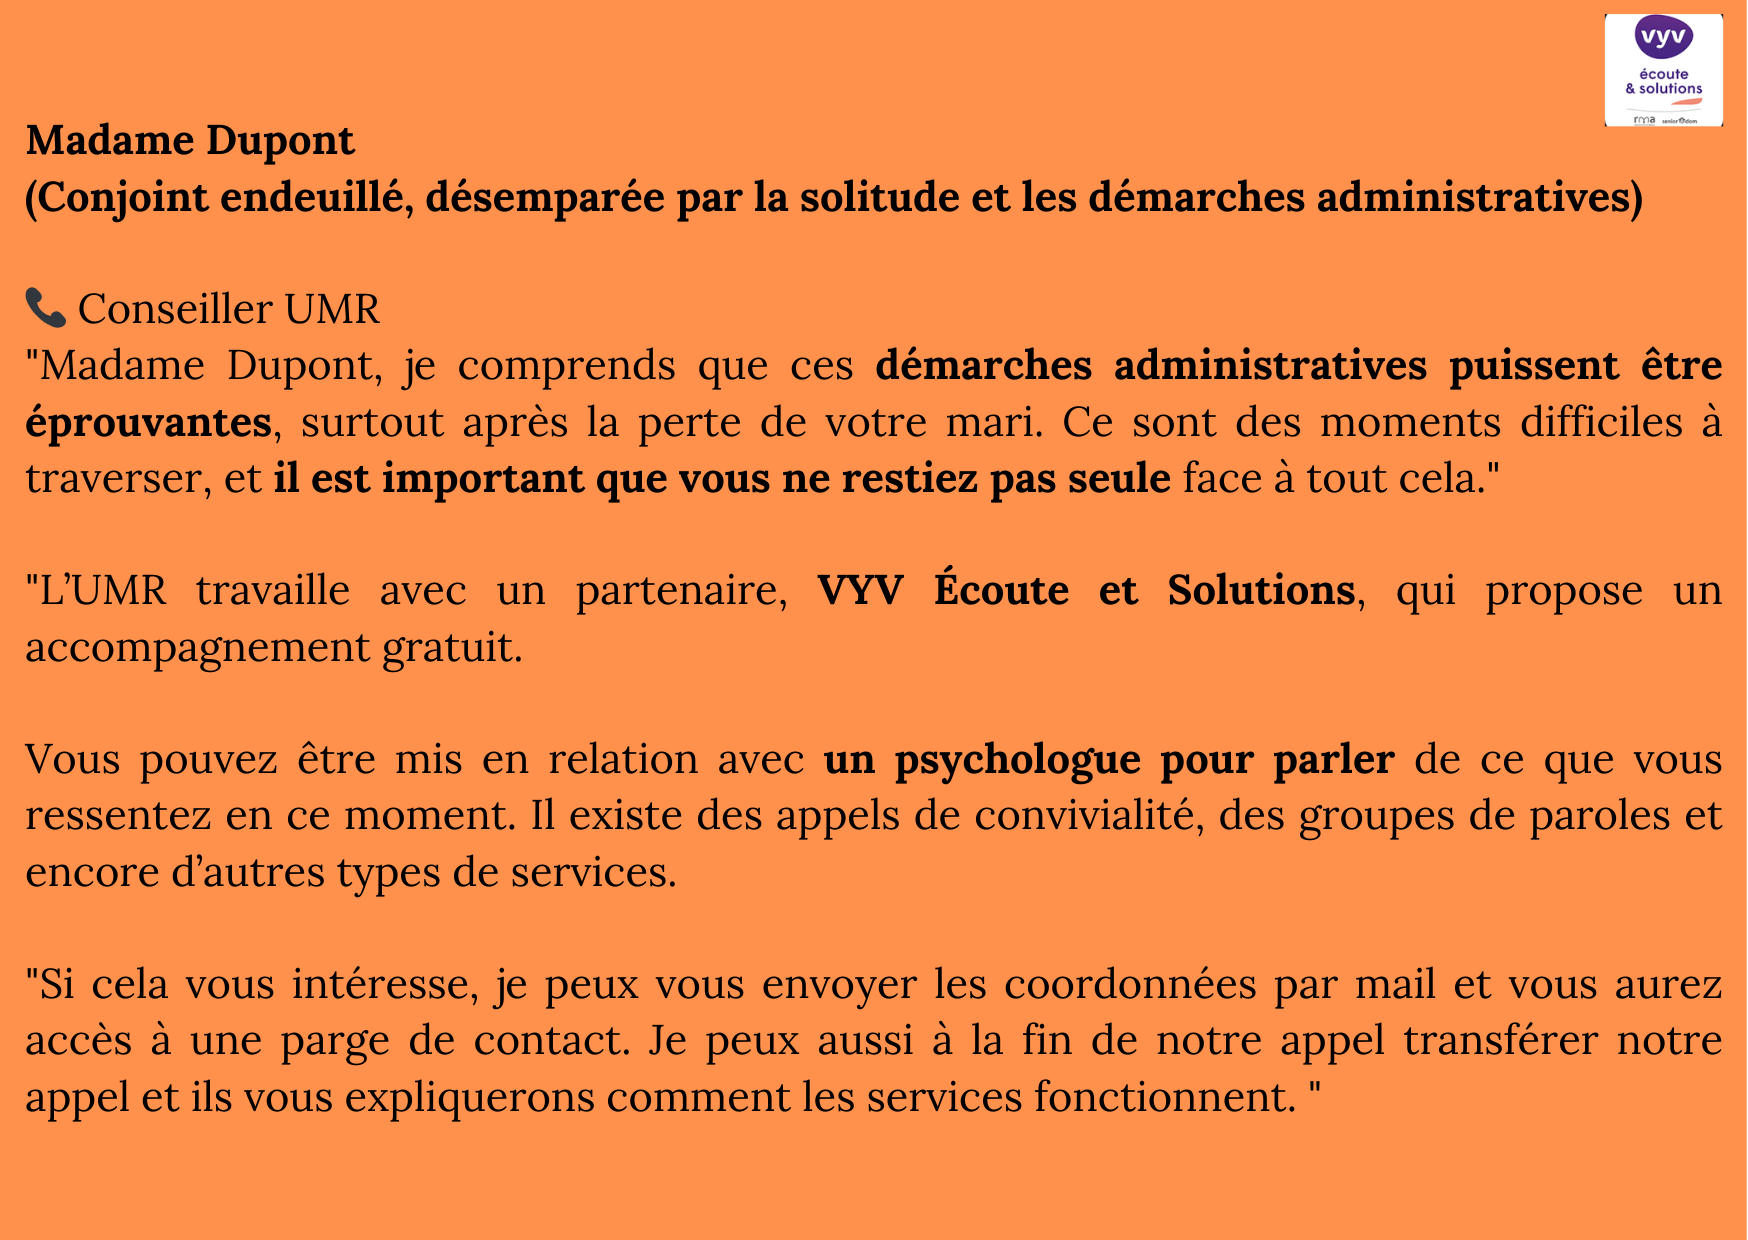 vyv
écoute
& solutions
rma senior dom
Madame Dupont
(Conjoint endeuillé, désemparée par la solitude et les démarches administratives)
📞 Conseiller UMR
"Madame Dupont, je comprends que ces démarches administratives puissent être
éprouvantes, surtout après la perte de votre mari. Ce sont des moments difficiles à
traverser, et il est important que vous ne restiez pas seule face à tout cela."
"L’UMR travaille avec un partenaire, VYV Écoute et Solutions, qui propose un
accompagnement gratuit.
Vous pouvez être mis en relation avec un psychologue pour parler de ce que vous
ressentez en ce moment. Il existe des appels de convivialité, des groupes de paroles et
encore d’autres types de services.
"Si cela vous intéresse, je peux vous envoyer les coordonnées par mail et vous aurez
accès à une parge de contact. Je peux aussi à la fin de notre appel transférer notre
appel et ils vous expliquerons comment les services fonctionnent. "